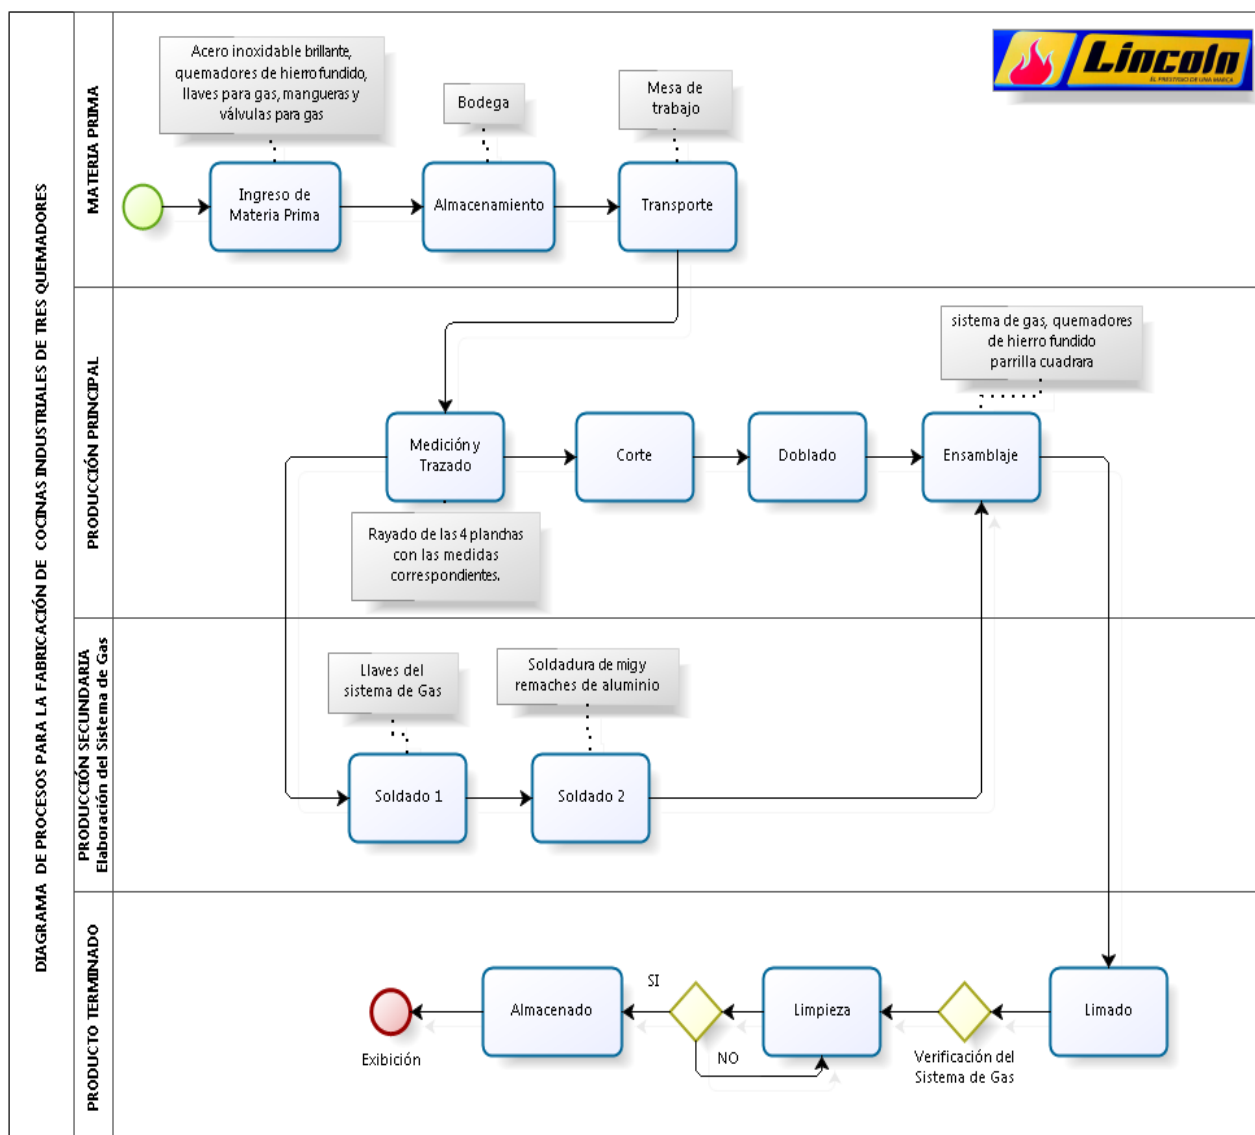 DIAGRAMA DE PROCESOS PARA LA FABRICACIÓN DE COCINAS INDUSTRIALES DE TRES QUEMADORES
MATERIA PRIMA
Acero inoxidable brillante,
quemadores de hierro fundido,
llaves para gas, mangueras y
válvulas para gas
Bodega
Mesa de
trabajo
Lincoln
EL PRESTIGIO DE UNA MARCA
Ingreso de
Materia Prima
Almacenamiento
Transporte
PRODUCCIÓN PRINCIPAL
sistema de gas, quemadores
de hierro fundido
parrilla cuadrara
Medición y
Trazado
Corte
Doblado
Ensamblaje
Rayado de las 4 planchas
con las medidas
correspondientes.
PRODUCCIÓN SECUNDARIA
Elaboración del Sistema de Gas
Llaves del
sistema de Gas
Soldadura de mig y
remaches de aluminio
Soldado 1
Soldado 2
PRODUCTO TERMINADO
Exibición
Almacenado
SI
NO
Limpieza
Verificación del
Sistema de Gas
Limado